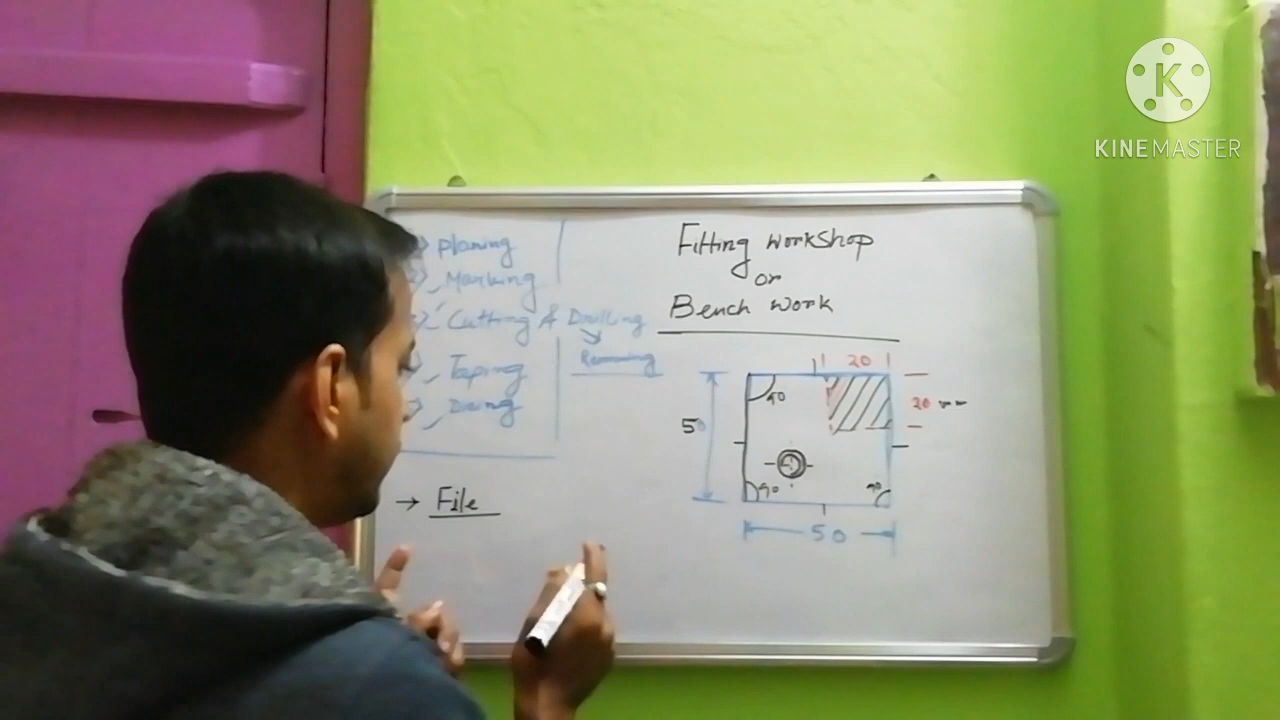 Fitting workshop
or
Bench work
Planing
Marking
Cutting & Drilling
Reaming
Taping
Dieing
→ File
20
20 mm
50
90
90
90
50
K
KINEMASTER